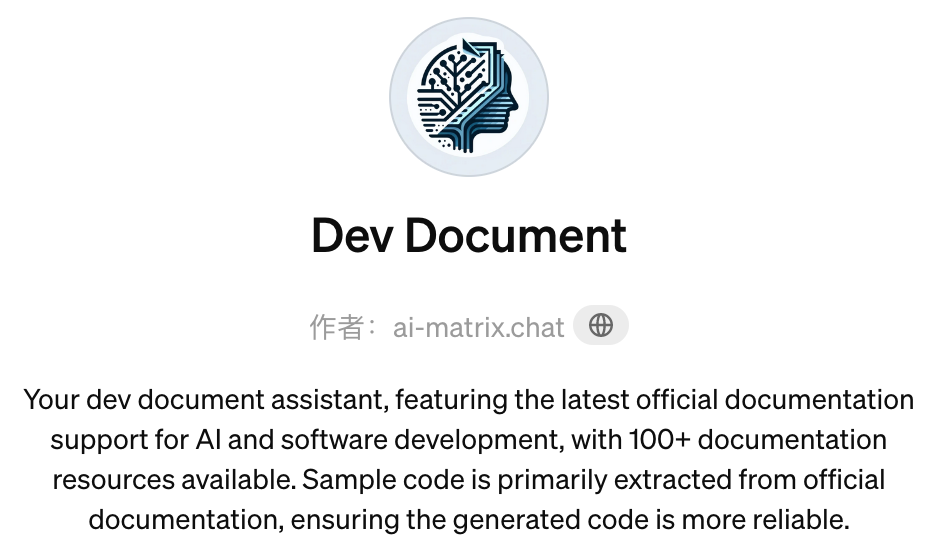 Dev Document
作者：ai-matrix.chat
Your dev document assistant, featuring the latest official documentation
support for AI and software development, with 100+ documentation
resources available. Sample code is primarily extracted from official
documentation, ensuring the generated code is more reliable.